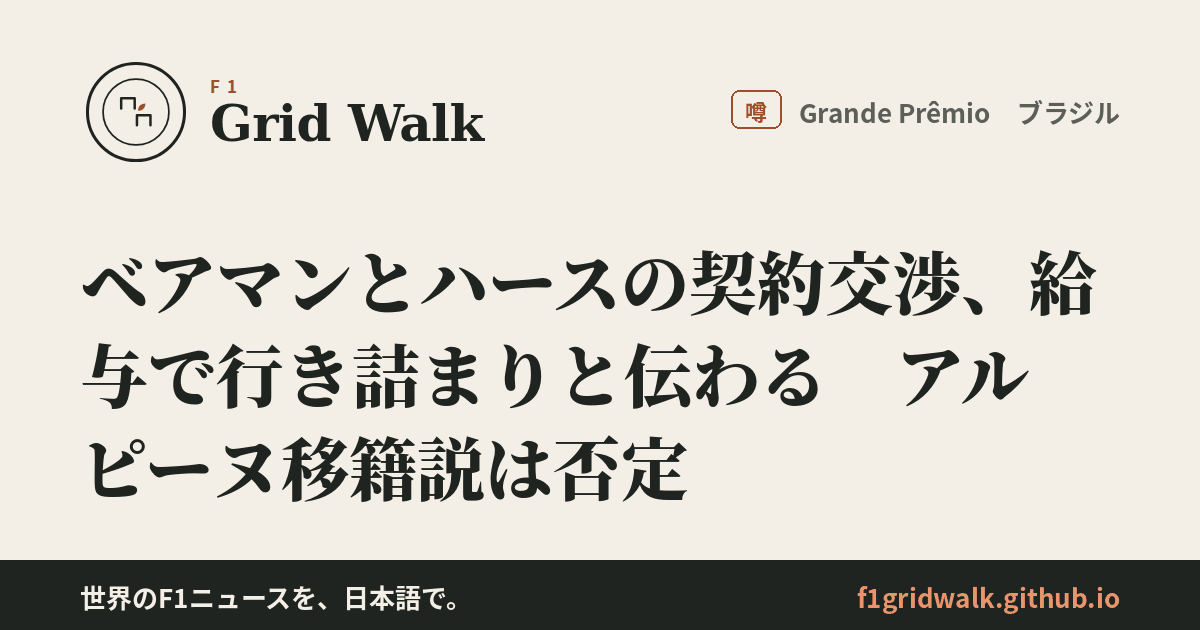 F1
Grid Walk
噂 Grande Prêmio ブラジル
ベアマンとハースの契約交渉、給
与で行き詰まりと伝わる　アル
ピーヌ移籍説は否定
世界のF1ニュースを、日本語で。
f1gridwalk.github.io